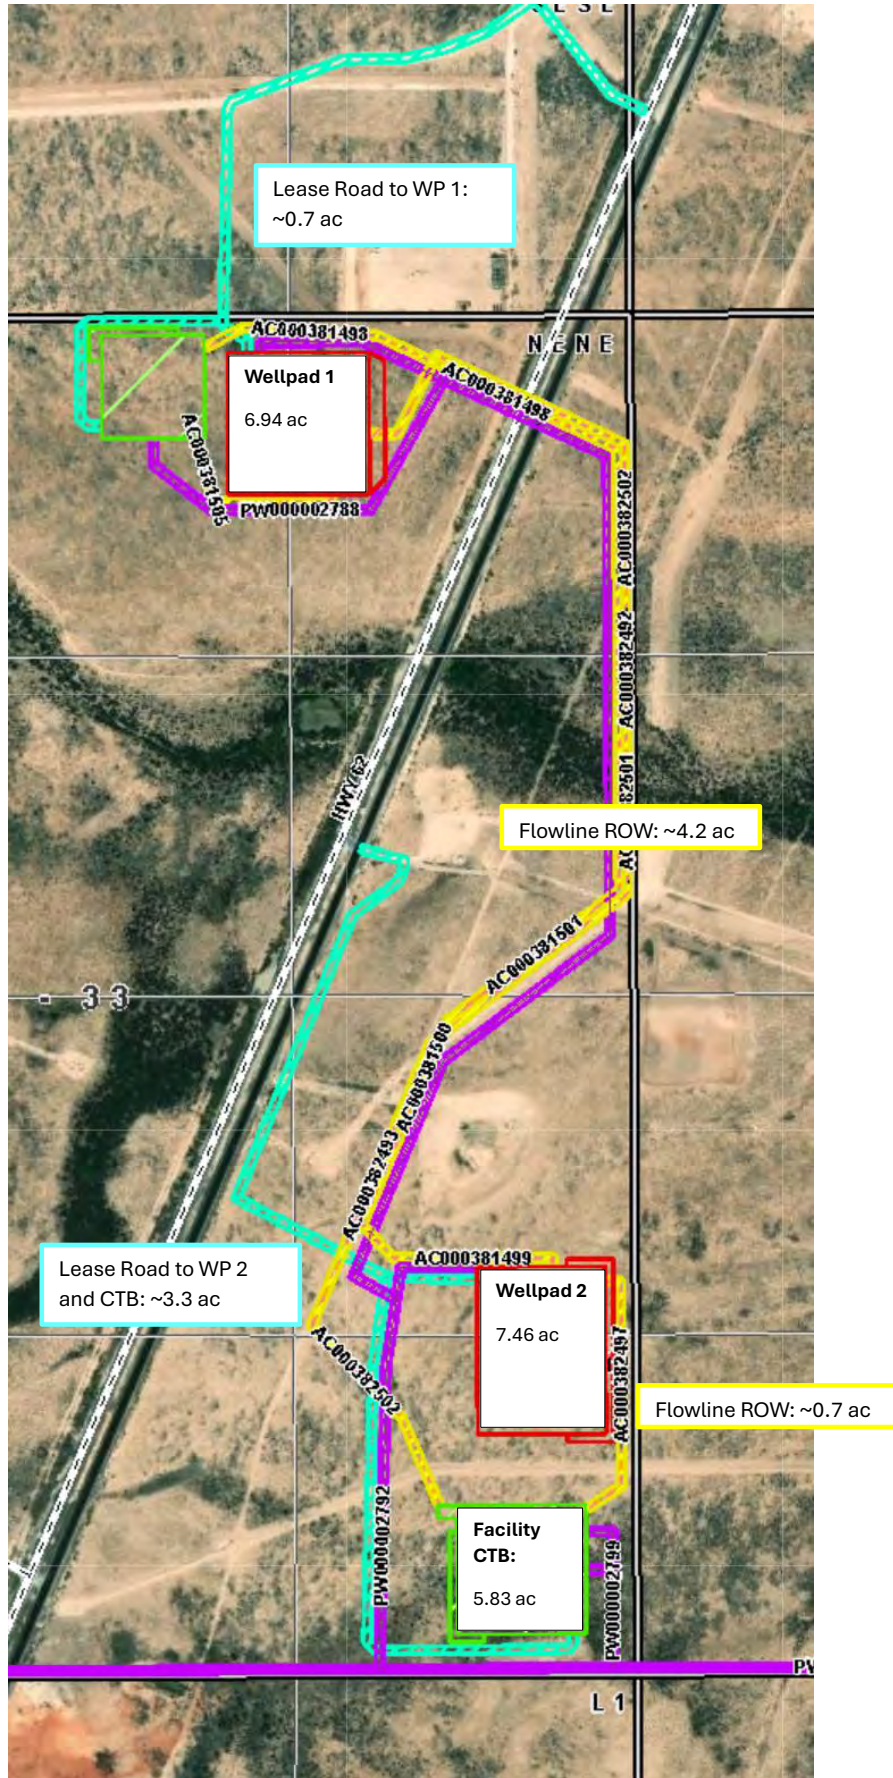 Lease Road to WP 1:
~0.7 ac
AC000381498
NENE
AC000381498
Wellpad 1
6.94 ac
AC000381505
PW000002788
AC000382502
AC000382492
HWY/62
Flowline ROW: ~4.2 ac
AC000381501
- 33
AC000381500
AC000382493
Lease Road to WP 2
and CTB: ~3.3 ac
AC000381499
Wellpad 2
7.46 ac
AC000382497
AC000382502
Flowline ROW: ~0.7 ac
PW000002792
Facility
CTB:
5.83 ac
PW000002799
L 1